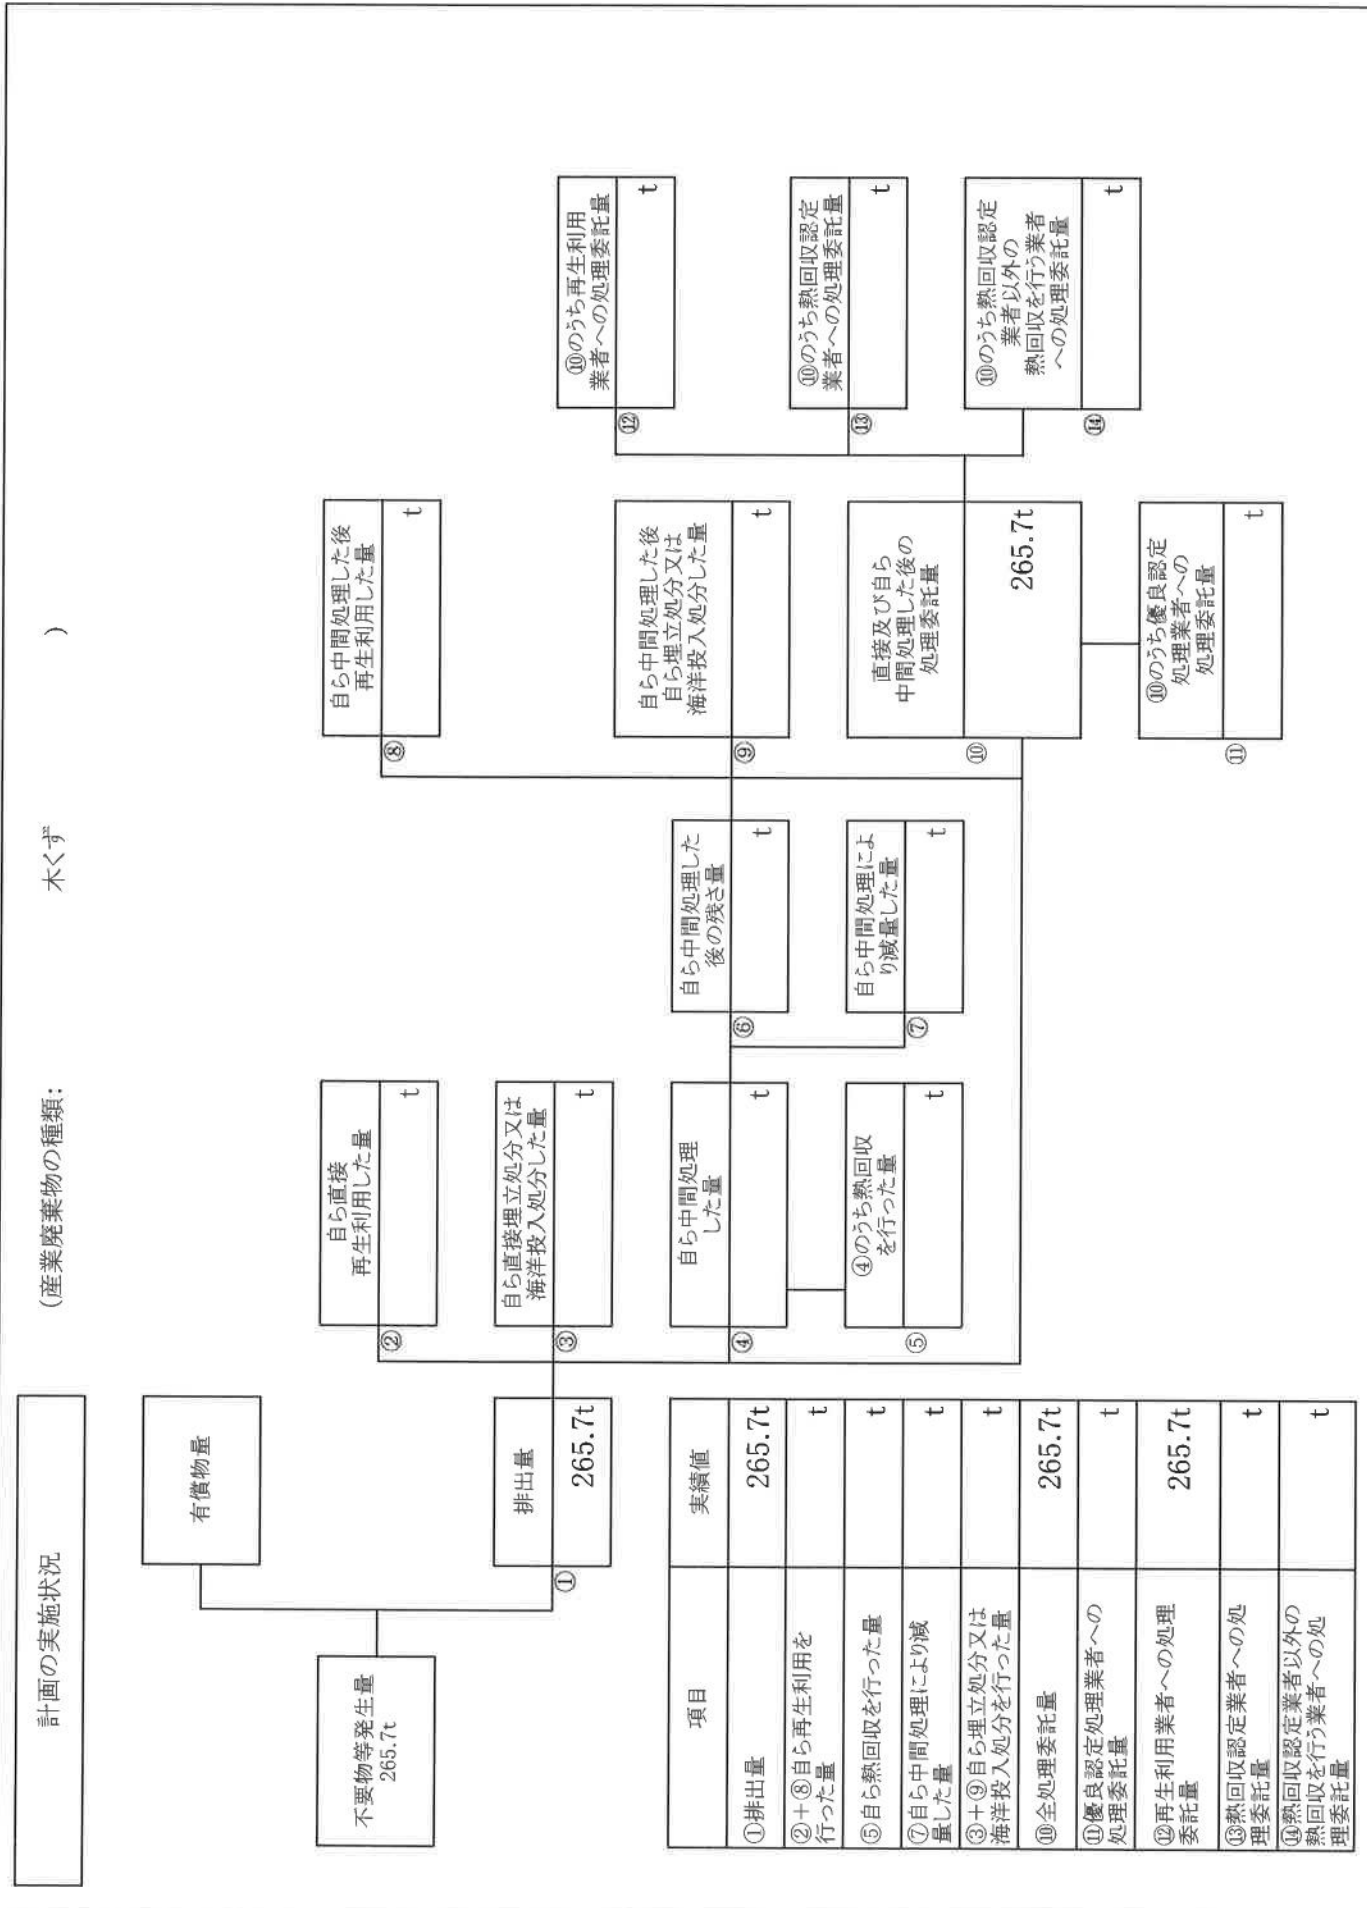 計画の実施状況
(産業廃棄物の種類: 木くず )
有償物量
不要物等発生量
265.7t
①
排出量
265.7t
②
自ら直接
再生利用した量
t
③
自ら直接埋立処分又は
海洋投入処分した量
t
④
自ら中間処理
した量
t
⑤
④のうち熱回収
を行った量
t
⑥
自ら中間処理した
後の残さ量
t
⑦
自ら中間処理によ
り減量した量
t
⑧
自ら中間処理した後
再生利用した量
t
⑨
自ら中間処理した後
自ら埋立処分又は
海洋投入処分した量
t
⑩
直接及び自ら
中間処理した後の
処理委託量
265.7t
⑪
⑩のうち優良認定
処理業者への
処理委託量
t
⑫
⑩のうち再生利用
業者への処理委託量
t
⑬
⑩のうち熱回収認定
業者への処理委託量
t
⑭
⑩のうち熱回収認定
業者以外の
熱回収を行う業者
への処理委託量
t
項目 実績値
①排出量 265.7t
②+⑧自ら再生利用を
行った量 t
⑤自ら熱回収を行った量 t
⑦自ら中間処理により減
量した量 t
③+⑨自ら埋立処分又は
海洋投入処分を行った量 t
⑩全処理委託量 265.7t
⑪優良認定処理業者への
処理委託量 t
⑫再生利用業者への処理
委託量 265.7t
⑬熱回収認定業者への処
理委託量 t
⑭熱回収認定業者以外の
熱回収を行う業者への処
理委託量 t